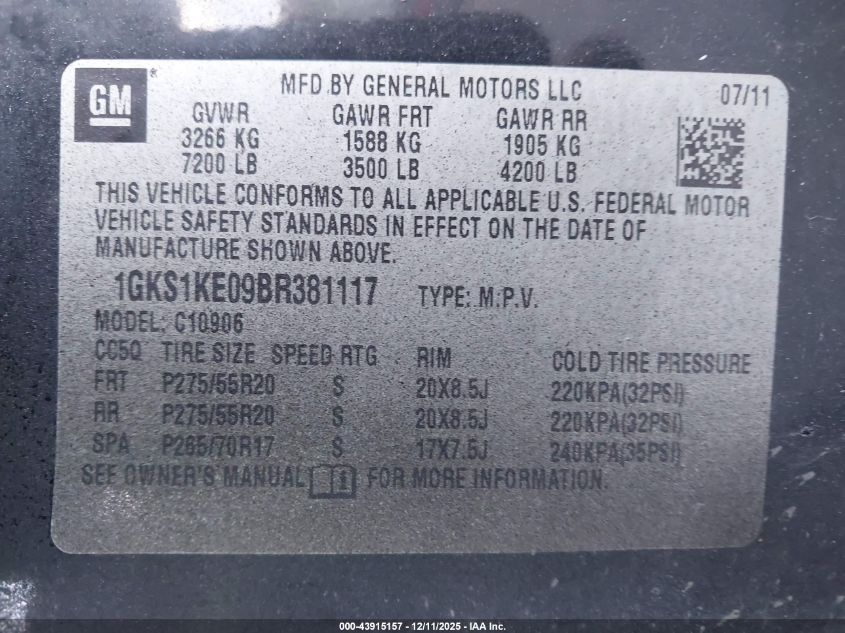 GM
MFD BY GENERAL MOTORS LLC 07/11
GVWR GAWR FRT GAWR RR
3266 KG 1588 KG 1905 KG
7200 LB 3500 LB 4200 LB
THIS VEHICLE CONFORMS TO ALL APPLICABLE U.S. FEDERAL MOTOR
VEHICLE SAFETY STANDARDS IN EFFECT ON THE DATE OF
MANUFACTURE SHOWN ABOVE.
1GKS1KE09BR381117 TYPE: M.P.V.
MODEL: C10906
CC5Q TIRE SIZE SPEED RTG RIM COLD TIRE PRESSURE
FRT P275/55R20 S 20X8.5J 220KPA(32PSI)
RR P275/55R20 S 20X8.5J 220KPA(32PSI)
SPA P265/70R17 S 17X7.5J 240KPA(35PSI)
SEE OWNER'S MANUAL FOR MORE INFORMATION.
000-43915157 - 12/11/2025 - IAA Inc.